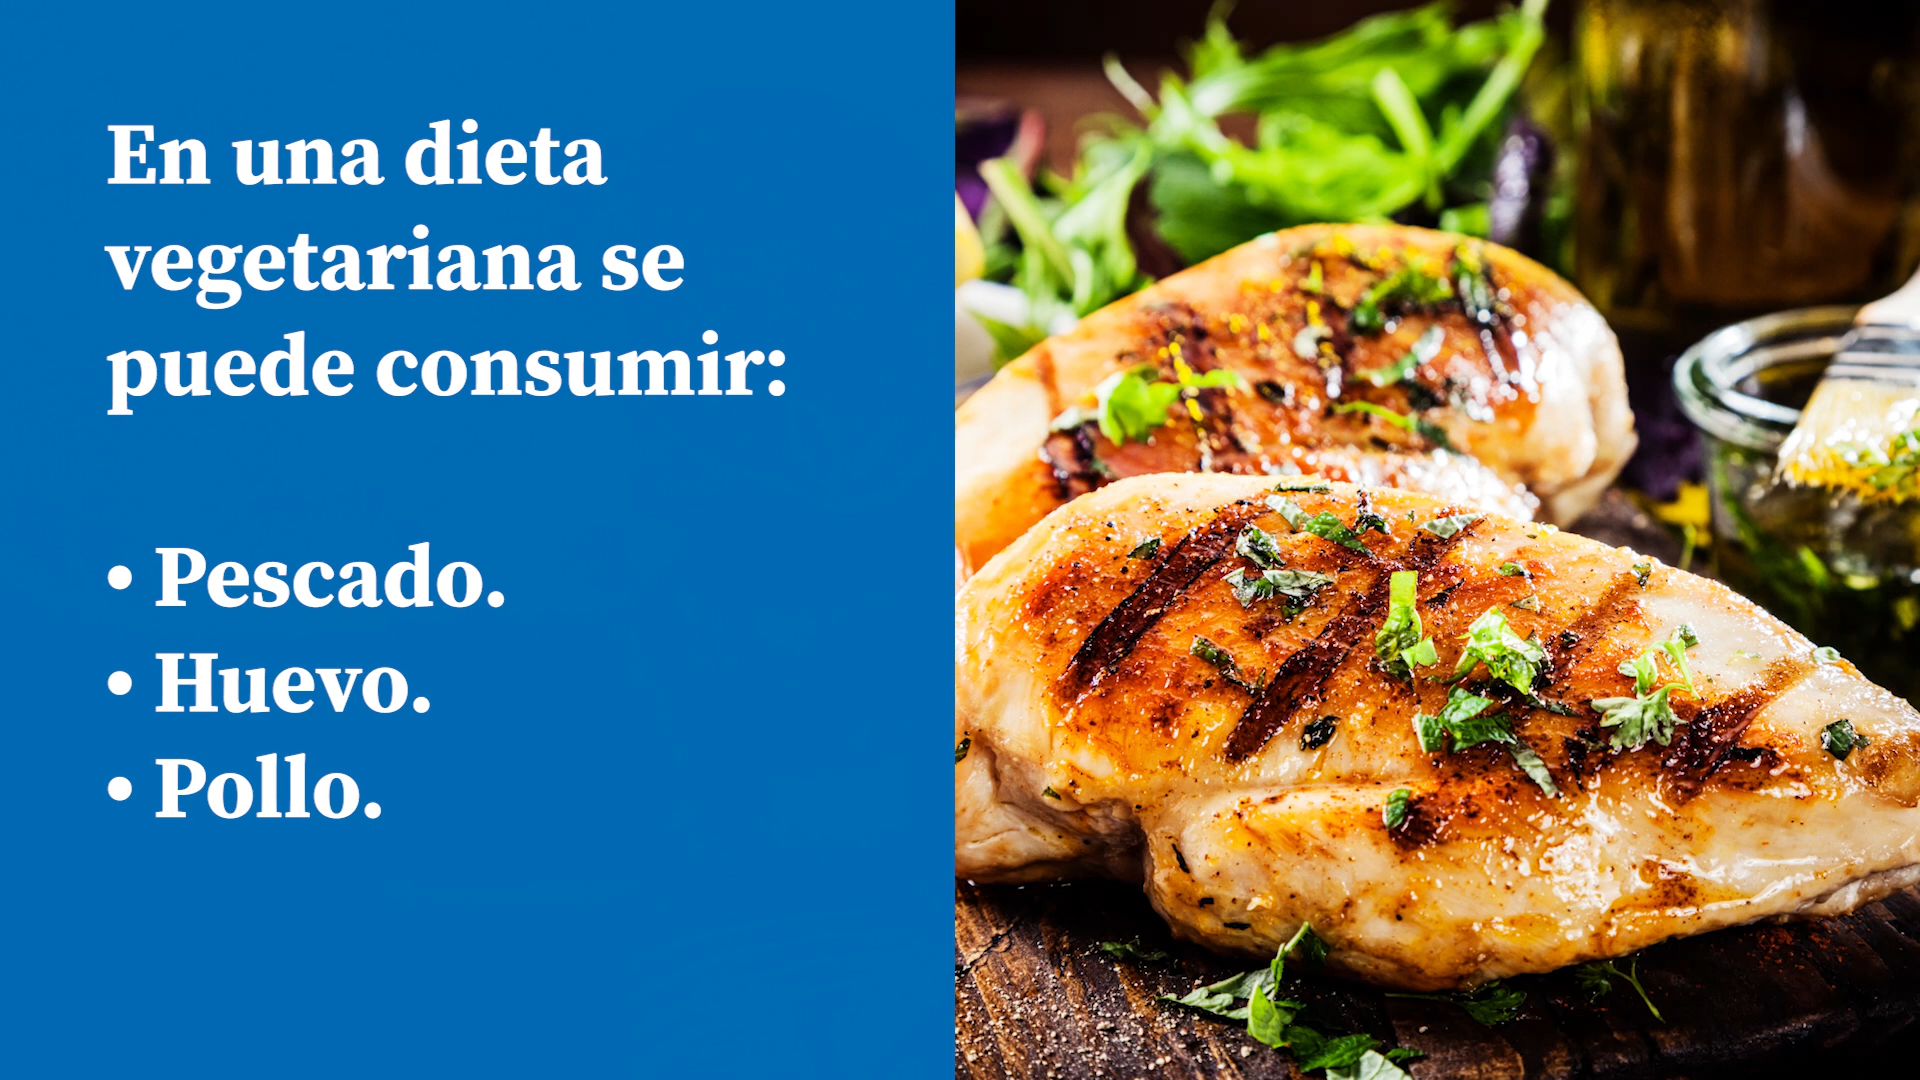 En una dieta
vegetariana se
puede consumir:
• Pescado.
• Huevo.
• Pollo.